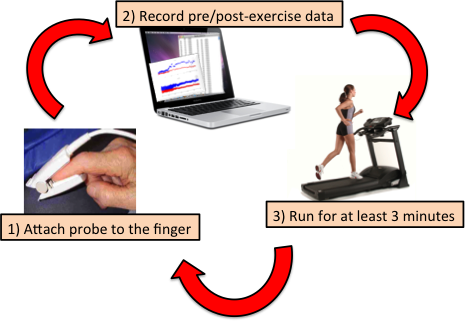 2) Record pre/post-exercise data
1) Attach probe to the finger
3) Run for at least 3 minutes